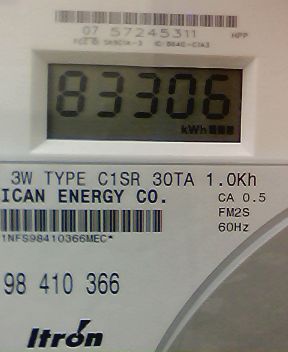 07 57245311 HPP
83306
kWh
3W TYPE C1SR 30TA 1.0Kh
ICAN ENERGY CO. CA 0.5
FM2S
1NFS98410366MEC* 60Hz
98 410 366
Itron